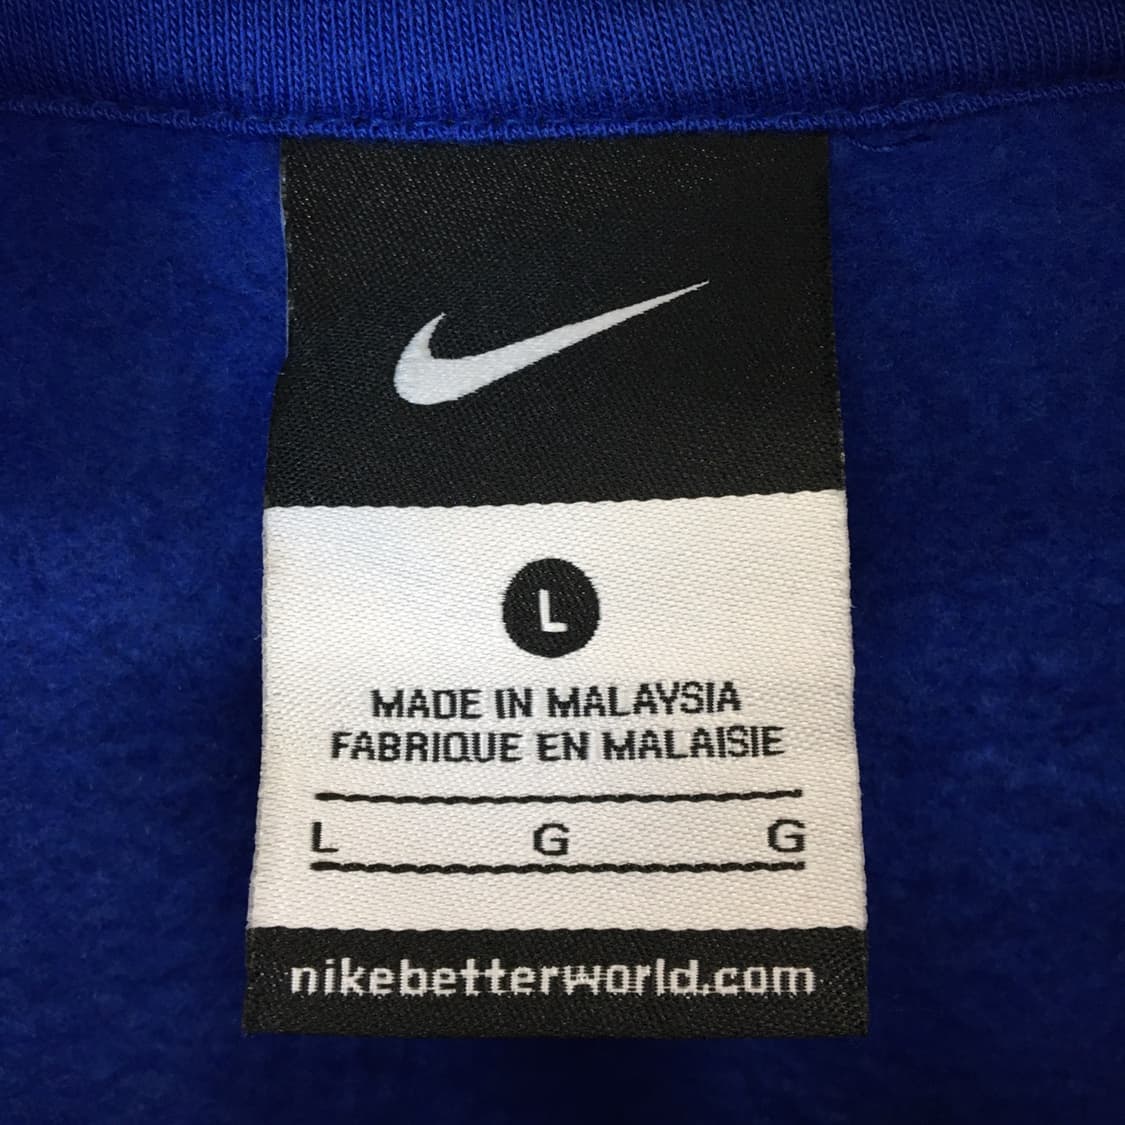 L
MADE IN MALAYSIA
FABRIQUE EN MALAISIE
L G G
nikebetterworld.com